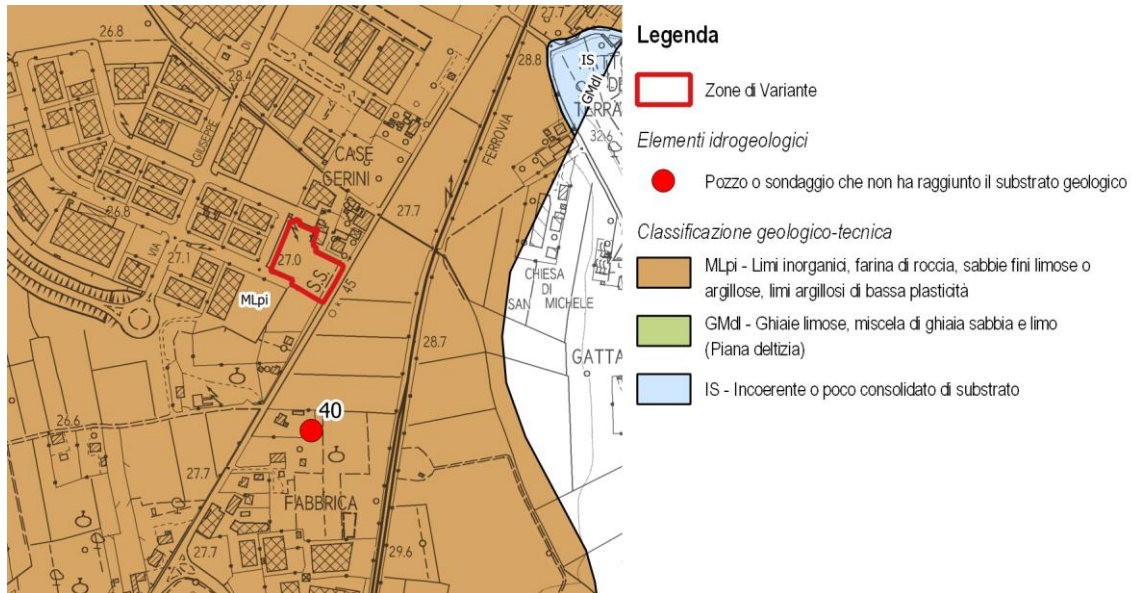 26.8
28.4
GIUSEPPE
DI
27.7
28.8
FERROVIA
IS
GMdl
TERRA
32.6
CASE
GERINI
27.7
26.8
VIA
27.1
27.0
S.S.
45
MLpi
CHIESA
DI
SAN MICHELE
28.7
GATTA
40
26.6
27.7
FABBRICA
27.7
29.6
Legenda
Zone di Variante
Elementi idrogeologici
Pozzo o sondaggio che non ha raggiunto il substrato geologico
Classificazione geologico-tecnica
MLpi - Limi inorganici, farina di roccia, sabbie fini limose o
argillose, limi argillosi di bassa plasticità
GMdl - Ghiaie limose, miscela di ghiaia sabbia e limo
(Piana deltizia)
IS - Incoerente o poco consolidato di substrato